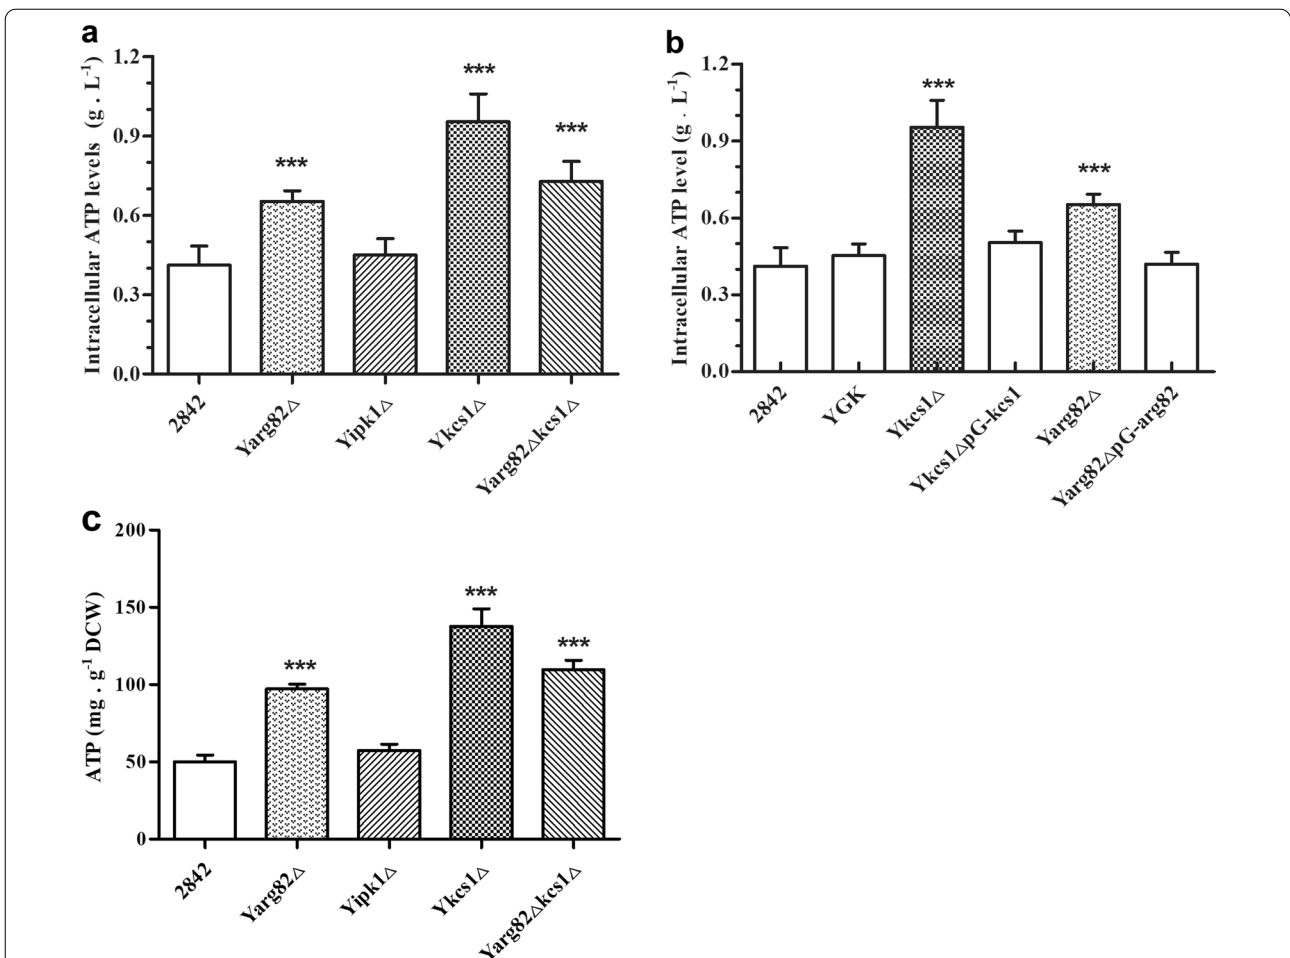 a
Intracellular ATP levels (g . L-1)
1.2
0.9
0.6
0.3
0.0
***
***
***
2842
Yarg82Δ
Yipk1Δ
Ykcs1Δ
Yarg82Δkcs1Δ
b
Intracellular ATP level (g . L-1)
1.2
0.9
0.6
0.3
0.0
***
***
2842
YGK
Ykcs1Δ
Ykcs1ΔpG-kcs1
Yarg82Δ
Yarg82ΔpG-arg82
c
ATP (mg . g-1 DCW)
200
150
100
50
0
***
***
***
2842
Yarg82Δ
Yipk1Δ
Ykcs1Δ
Yarg82Δkcs1Δ